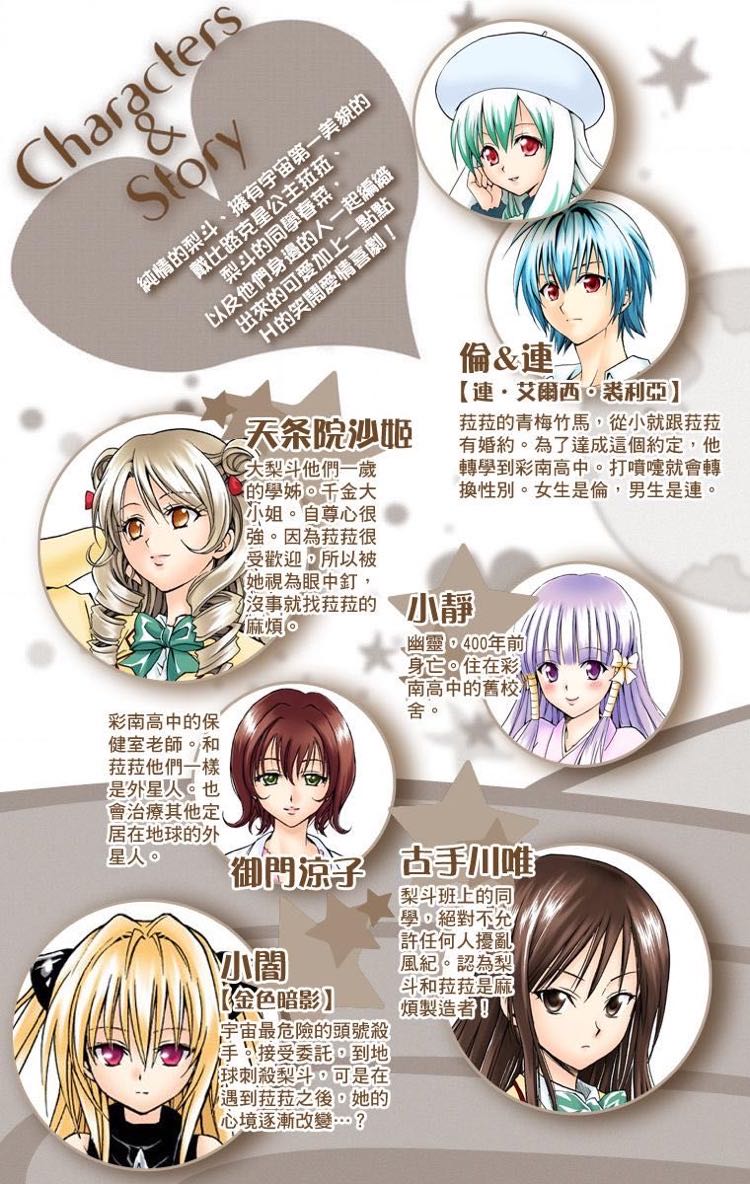 Characters
&
Story
純情的梨斗、擁有宇宙第一美貌的
戴比路克星公主菈菈、
梨斗的同學春菜，
以及他們身邊的人一起編織
出來的可愛加上一點點
H的笑鬧愛情喜劇！
倫&連
【連・艾爾西・裘利亞】
菈菈的青梅竹馬，從小就跟菈菈
有婚約。為了達成這個約定，他
轉學到彩南高中。打噴嚏就會轉
換性別。女生是倫，男生是連。
天条院沙姬
大梨斗他們一歲
的學姊。千金大
小姐。自尊心很
強。因為菈菈很
受歡迎，所以被
她視為眼中釘，
沒事就找菈菈的
麻煩。
小靜
幽靈，400年前
身亡。住在彩
南高中的舊校
舍。
彩南高中的保
健室老師。和
菈菈他們一樣
是外星人。也
會治療其他定
居在地球的外
星人。
御門涼子
古手川唯
梨斗班上的同
學，絕對不允
許任何人擾亂
風紀。認為梨
斗和菈菈是麻
煩製造者！
小闇
【金色暗影】
宇宙最危險的頭號殺
手。接受委託，到地
球刺殺梨斗，可是在
遇到菈菈之後，她的
心境逐漸改變…？